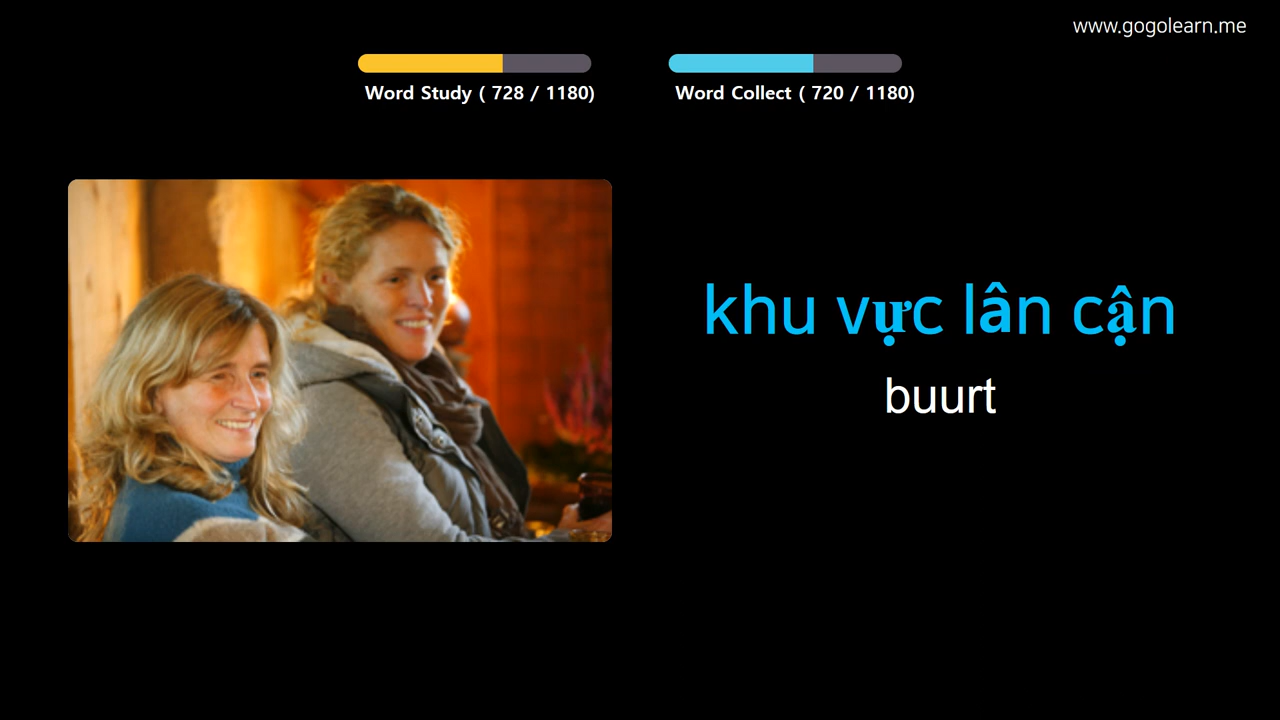 www.gogolearn.me
Word Study ( 728 / 1180)
Word Collect ( 720 / 1180)
khu vực lân cận
buurt